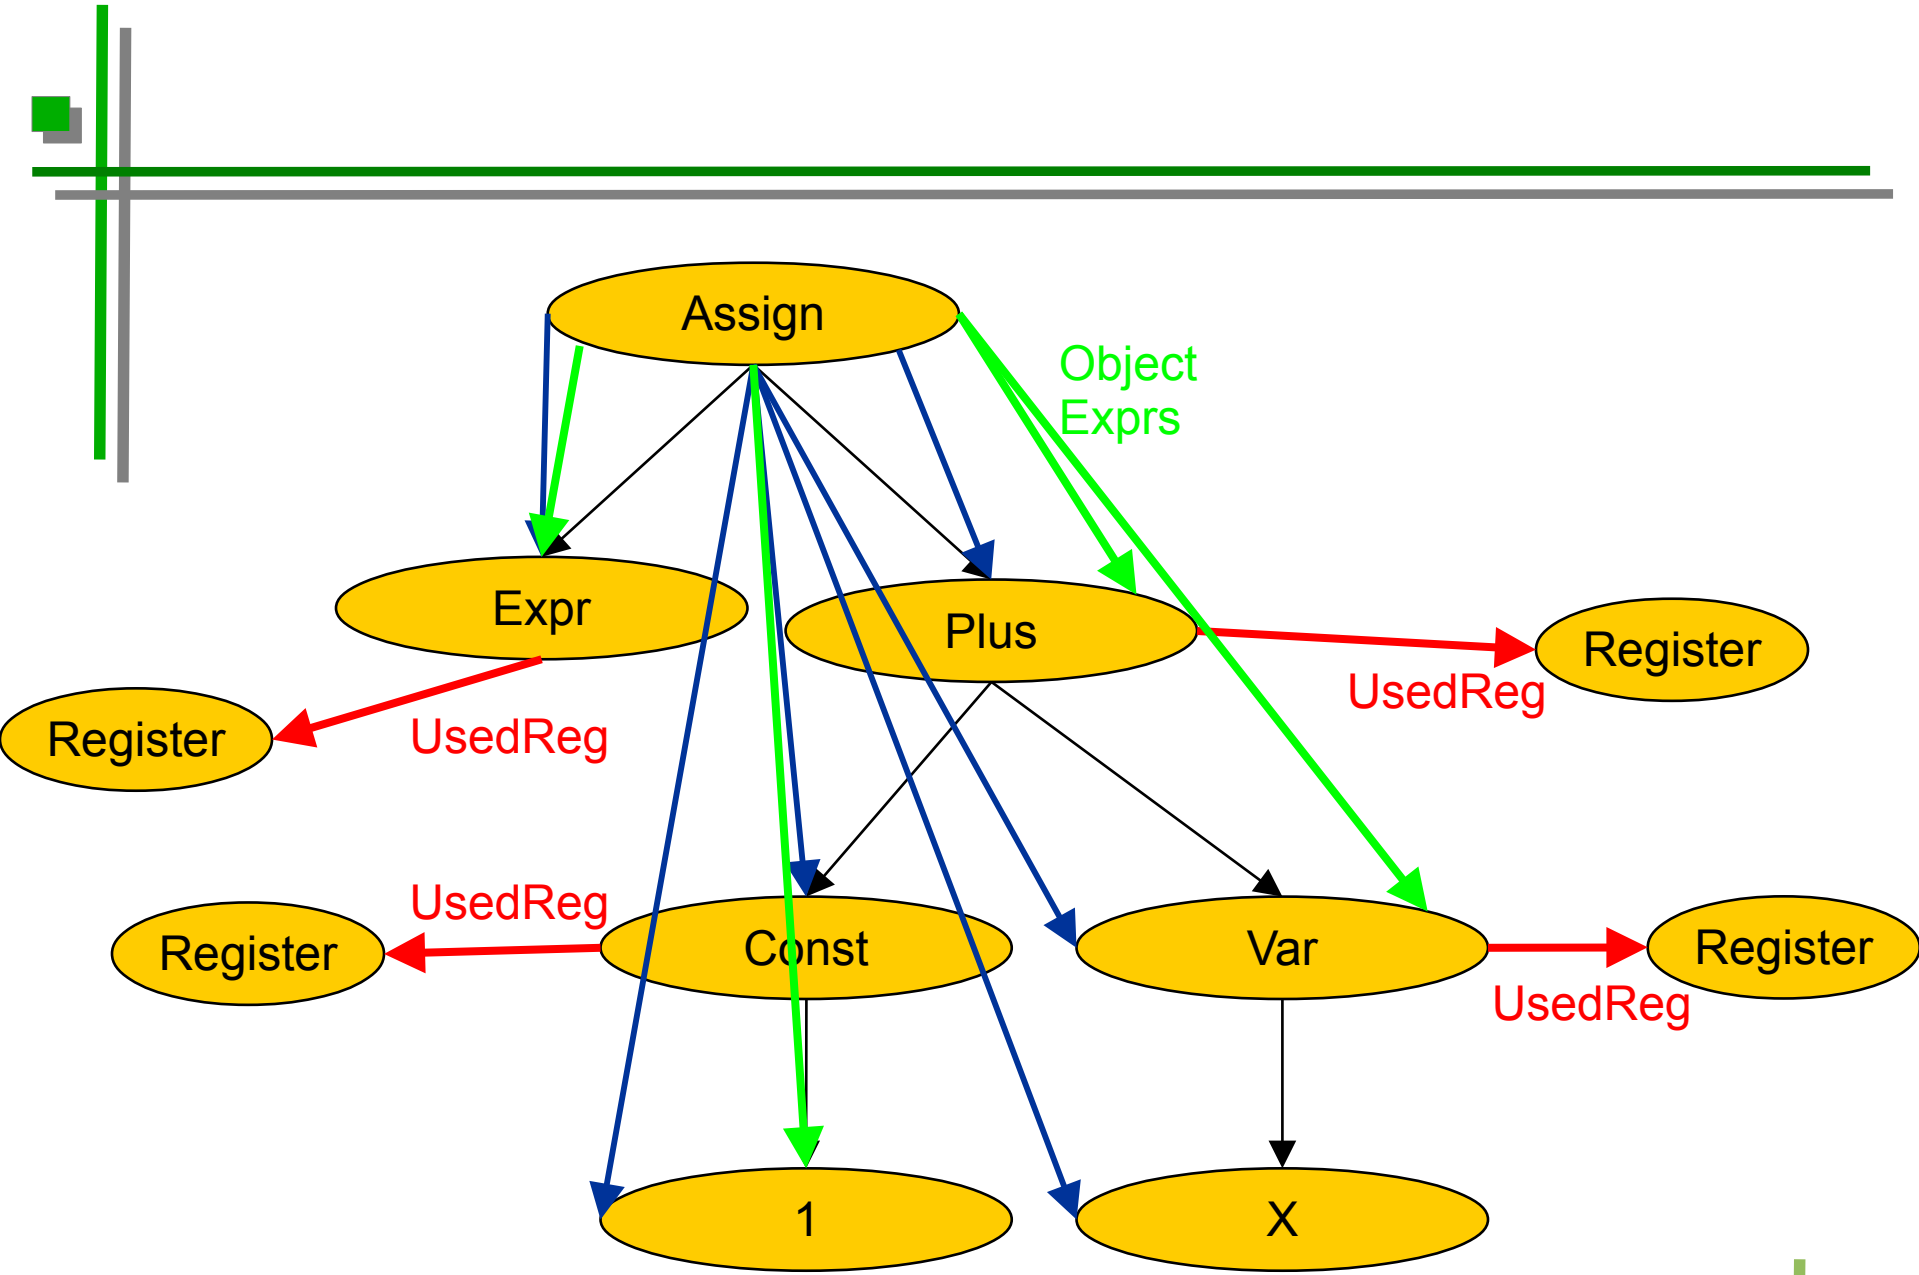 Assign
Object
Exprs
Expr
Plus
Register
UsedReg
Register
UsedReg
UsedReg
Register
Const
Var
Register
UsedReg
1
X